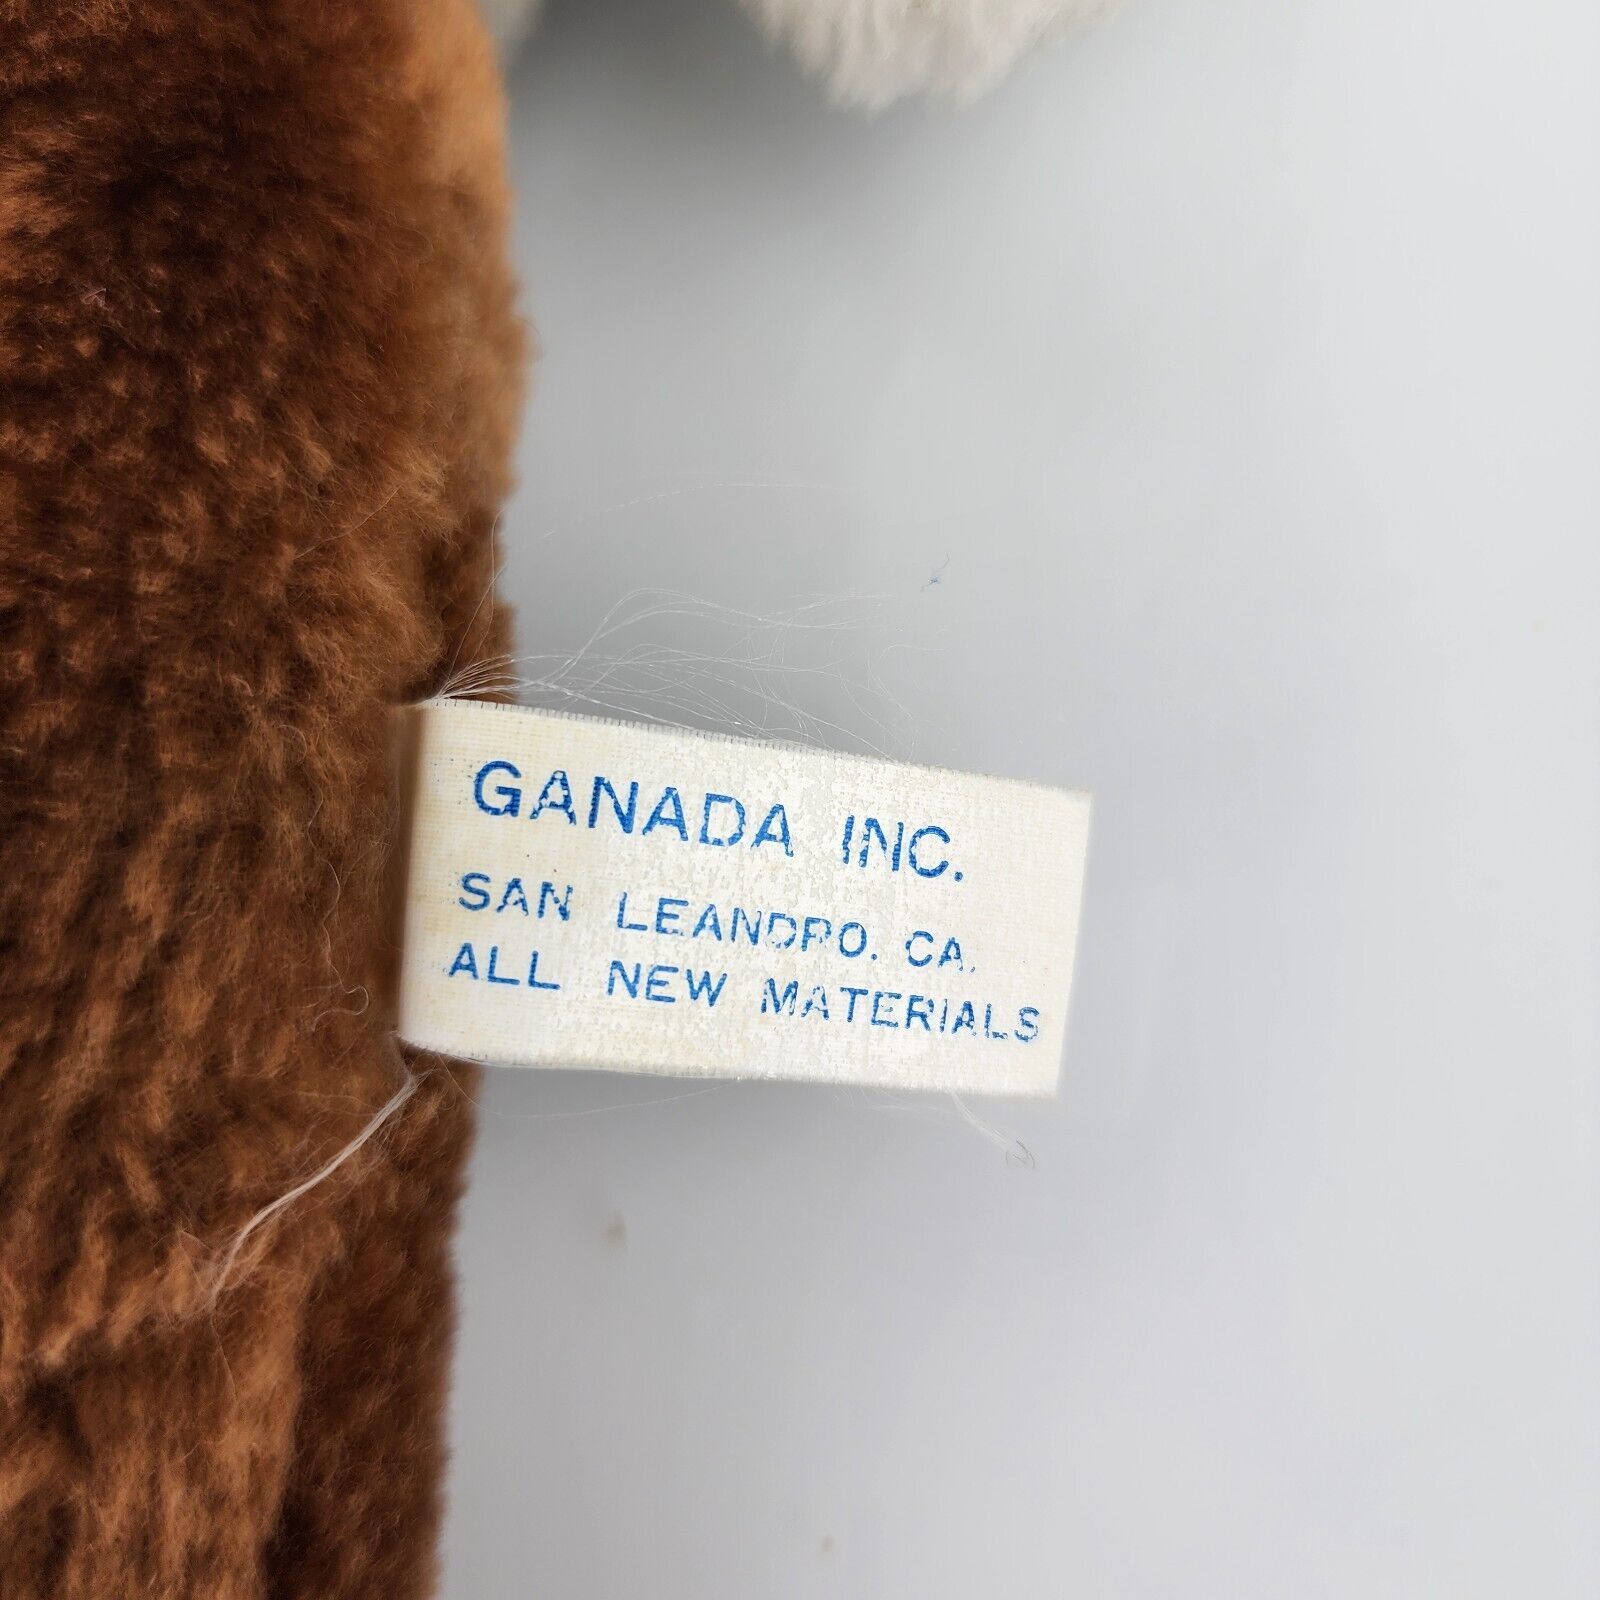 GANADA INC.
SAN LEANDRO. CA.
ALL NEW MATERIALS